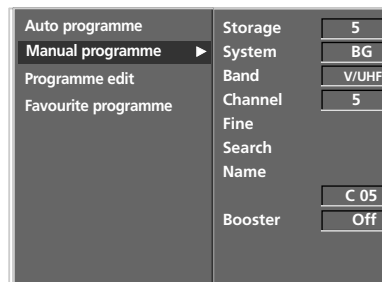 Auto programme
Manual programme ►
Programme edit
Favourite programme
Storage 5
System BG
Band V/UHF
Channel 5
Fine
Search
Name
C 05
Booster Off